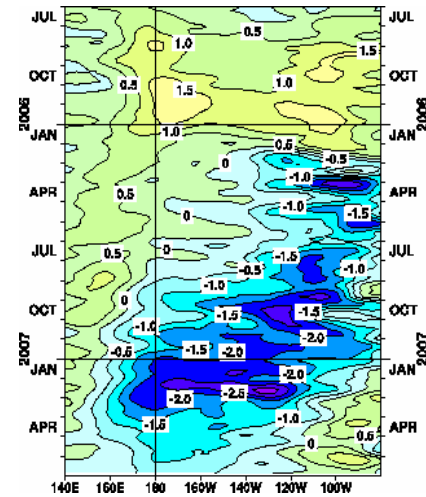 JUL 0.5 JUL
1.0 1.0 1.5
OCT 0.5 1.0 OCT
1.5
2006 2006
JAN 1.0 JAN
0.5
0 -0.5
APR 0.5 -1.0 APR
0 -1.0 -1.5
JUL 0.5 0 -1.5 JUL
-0.5 -1.0
-1.0
OCT 0 -1.5 -1.5 OCT
-1.0
2007 -0.5 -1.5 -2.0 -2.0 2007
JAN -2.0 JAN
-2.0 -2.5
APR -1.5 -1.0 0.5 APR
0
140E 160E 180 160W 140W 120W 100W